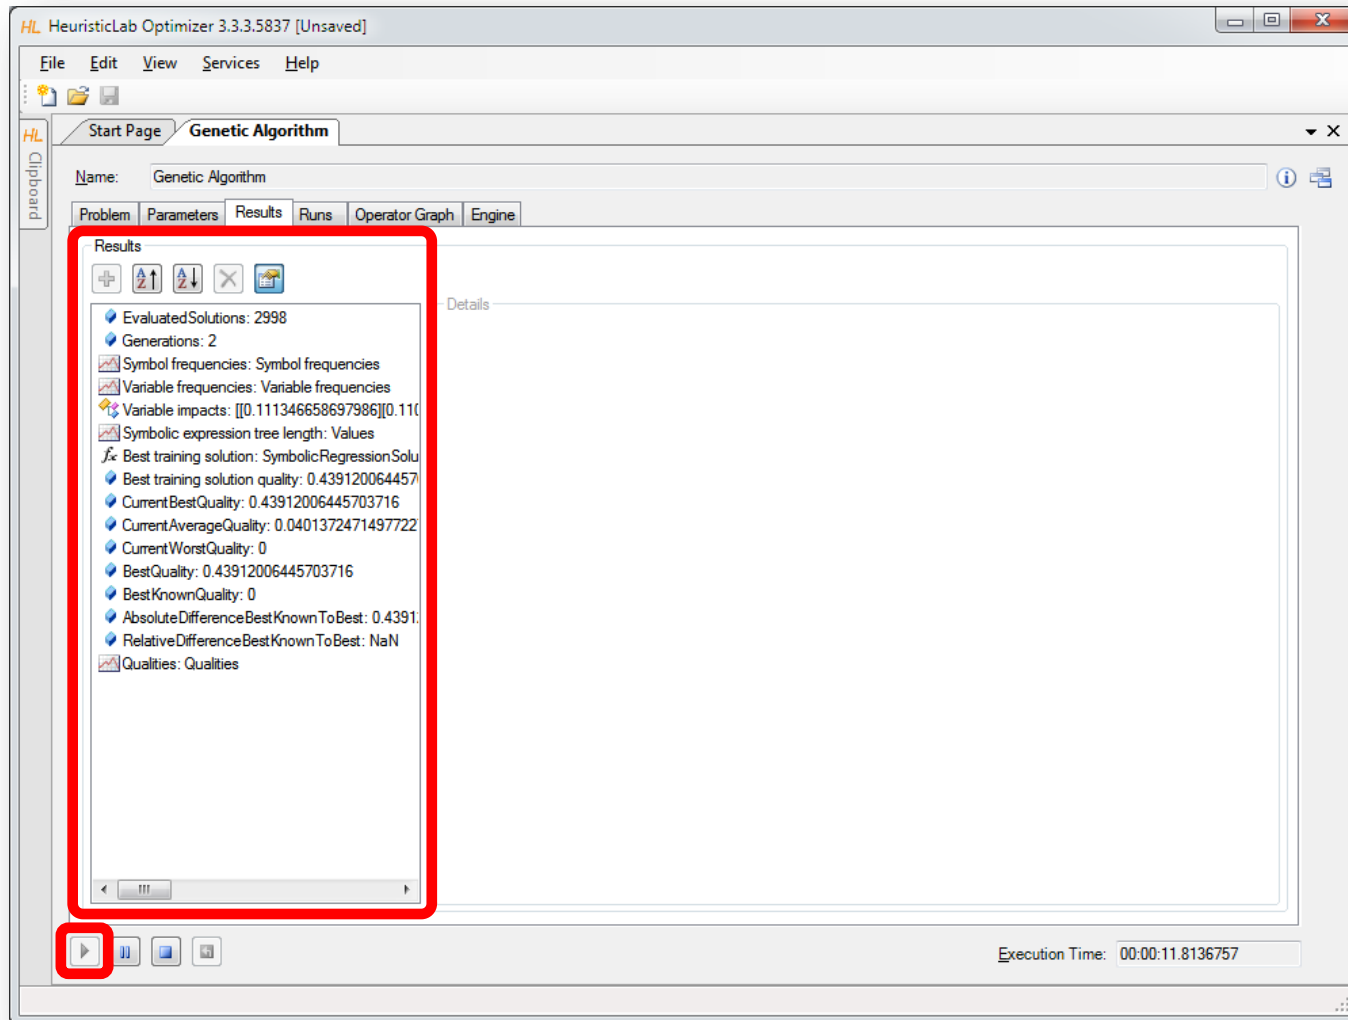 HL HeuristicLab Optimizer 3.3.3.5837 [Unsaved]
File Edit View Services Help
HL Clipboard
Start Page Genetic Algorithm
Name: Genetic Algorithm
Problem Parameters Results Runs Operator Graph Engine
Results
Details
EvaluatedSolutions: 2998
Generations: 2
Symbol frequencies: Symbol frequencies
Variable frequencies: Variable frequencies
Variable impacts: [[0.111346658697986][0.110
Symbolic expression tree length: Values
Best training solution: SymbolicRegressionSolu
Best training solution quality: 0.4391200644570
CurrentBestQuality: 0.43912006445703716
CurrentAverageQuality: 0.0401372471497722
CurrentWorstQuality: 0
BestQuality: 0.43912006445703716
BestKnownQuality: 0
AbsoluteDifferenceBestKnownToBest: 0.4391
RelativeDifferenceBestKnownToBest: NaN
Qualities: Qualities
Execution Time: 00:00:11.8136757